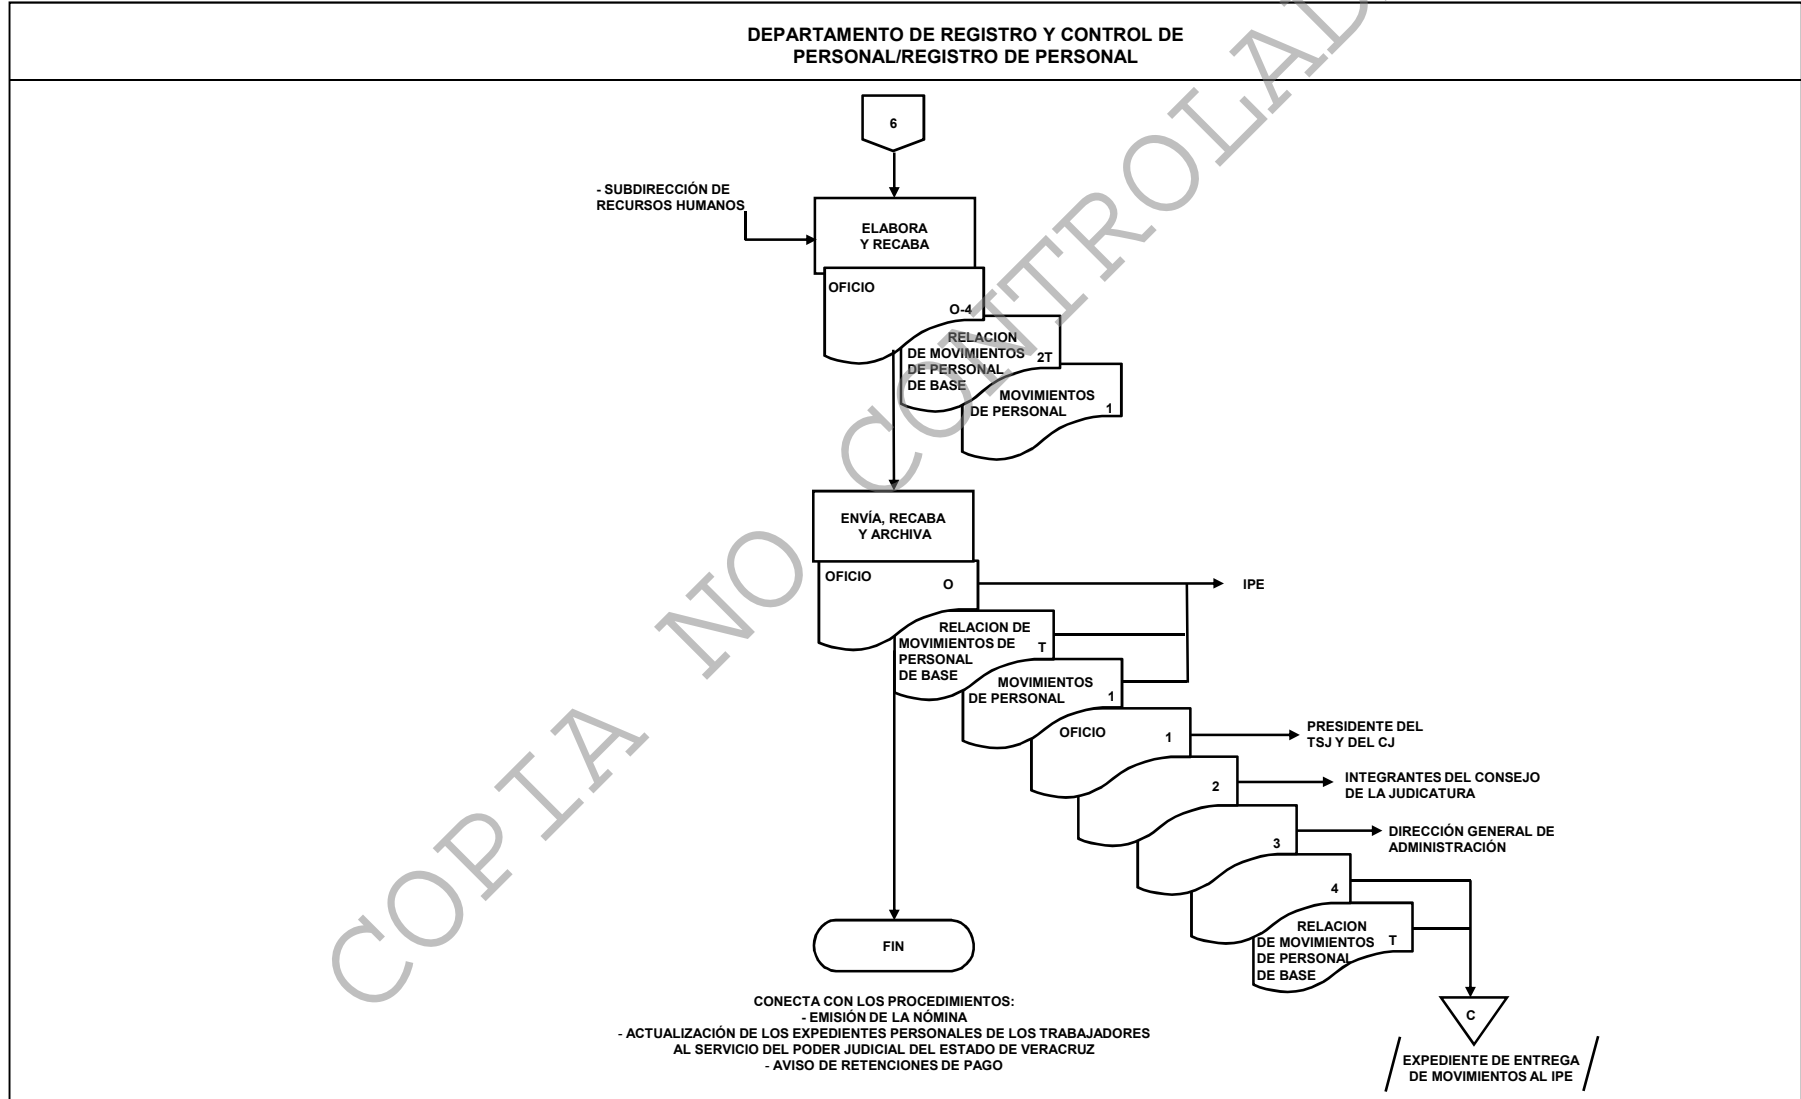 DEPARTAMENTO DE REGISTRO Y CONTROL DE
PERSONAL/REGISTRO DE PERSONAL
6
- SUBDIRECCIÓN DE
RECURSOS HUMANOS
ELABORA
Y RECABA
OFICIO
O-4
RELACION
DE MOVIMIENTOS
DE PERSONAL
DE BASE
2T
MOVIMIENTOS
DE PERSONAL
1
ENVÍA, RECABA
Y ARCHIVA
OFICIO
O
IPE
RELACION DE
MOVIMIENTOS DE
PERSONAL
DE BASE
T
MOVIMIENTOS
DE PERSONAL
1
OFICIO
1
PRESIDENTE DEL
TSJ Y DEL CJ
2
INTEGRANTES DEL CONSEJO
DE LA JUDICATURA
3
DIRECCIÓN GENERAL DE
ADMINISTRACIÓN
4
RELACION
DE MOVIMIENTOS
DE PERSONAL
DE BASE
T
FIN
CONECTA CON LOS PROCEDIMIENTOS:
- EMISIÓN DE LA NÓMINA
- ACTUALIZACIÓN DE LOS EXPEDIENTES PERSONALES DE LOS TRABAJADORES
AL SERVICIO DEL PODER JUDICIAL DEL ESTADO DE VERACRUZ
- AVISO DE RETENCIONES DE PAGO
C
EXPEDIENTE DE ENTREGA
DE MOVIMIENTOS AL IPE
COPIA NO CONTROLAD